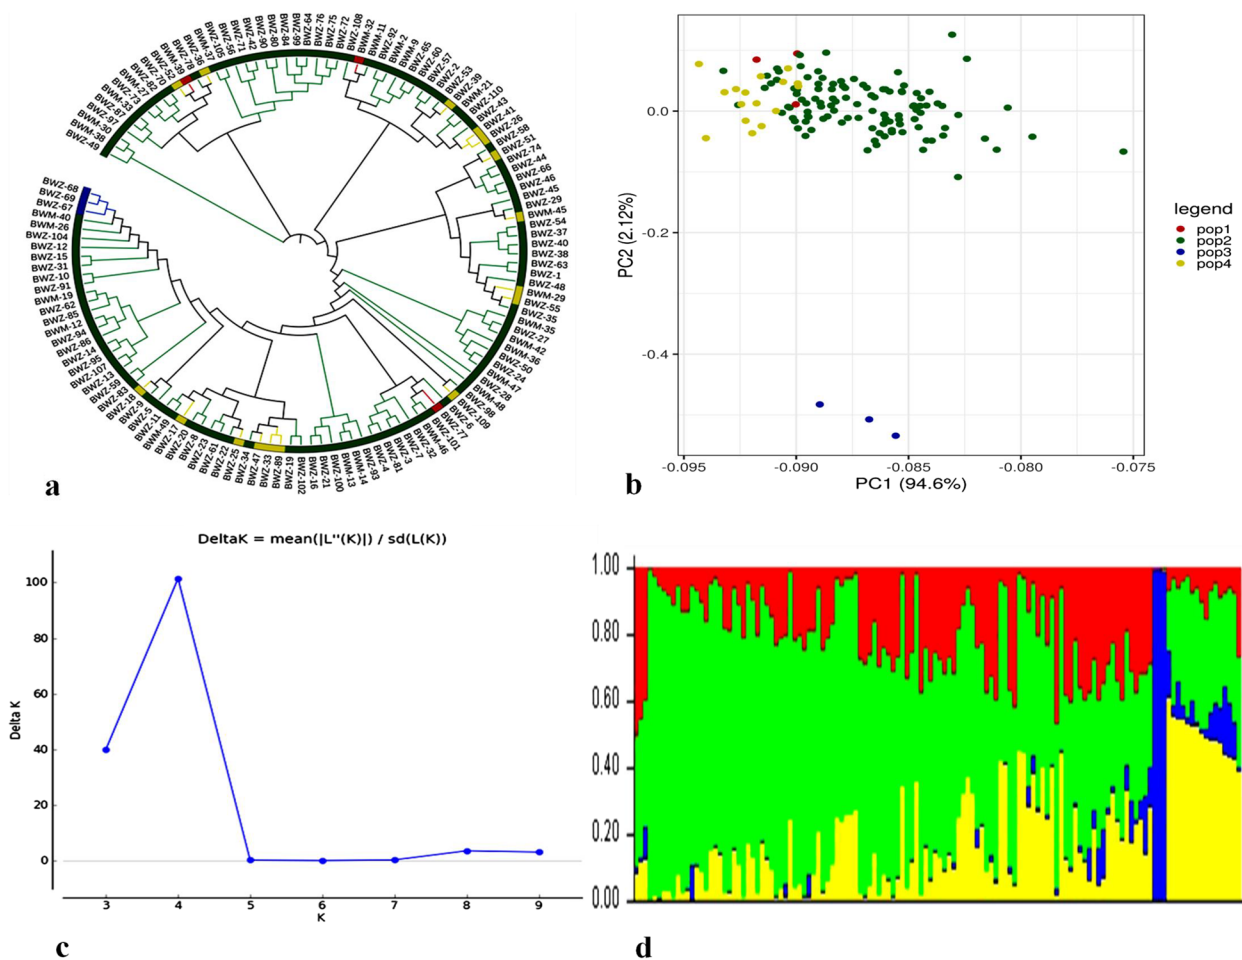 BWZ-49
BWM-38
BWM-30
BWZ-97
BWZ-87
BWM-33
BWZ-73
BWM-27
BWZ-82
BWZ-70
BWZ-52
BWM-39
BWZ-78
BWZ-36
BWM-37
BWZ-105
BWZ-56
BWZ-71
BWZ-42
BWZ-90
BWZ-80
BWZ-84
BWZ-99
BWZ-64
BWZ-76
BWZ-75
BWZ-72
BWZ-108
BWM-32
BWM-11
BWZ-92
BWM-2
BWM-9
BWZ-65
BWZ-60
BWZ-57
BWZ-2
BWZ-53
BWZ-39
BWM-21
BWZ-110
BWZ-43
BWZ-41
BWZ-26
BWZ-58
BWZ-51
BWZ-74
BWZ-44
BWZ-66
BWZ-46
BWZ-45
BWZ-29
BWM-45
BWZ-54
BWZ-37
BWZ-40
BWZ-38
BWZ-63
BWZ-1
BWZ-48
BWM-29
BWZ-55
BWZ-35
BWM-35
BWZ-27
BWM-42
BWM-36
BWZ-50
BWZ-24
BWM-47
BWZ-28
BWM-48
BWZ-98
BWZ-109
BWZ-6
BWZ-77
BWZ-101
BWM-46
BWZ-32
BWZ-7
BWZ-3
BWZ-81
BWZ-4
BWZ-93
BWM-14
BWM-13
BWZ-100
BWZ-21
BWZ-16
BWZ-102
BWZ-19
BWZ-89
BWZ-33
BWZ-47
BWZ-34
BWZ-25
BWZ-22
BWZ-61
BWZ-23
BWZ-8
BWZ-20
BWZ-17
BWM-49
BWZ-11
BWZ-5
BWZ-9
BWZ-18
BWZ-83
BWZ-59
BWZ-13
BWZ-107
BWZ-95
BWZ-14
BWZ-86
BWZ-94
BWM-12
BWZ-85
BWZ-62
BWM-19
BWZ-91
BWZ-10
BWZ-31
BWZ-15
BWZ-12
BWZ-104
BWM-26
BWM-40
BWZ-67
BWZ-69
BWZ-68
a
0.0
-0.2
-0.4
PC2 (2.12%)
-0.095
-0.090
-0.085
-0.080
-0.075
PC1 (94.6%)
legend
pop1
pop2
pop3
pop4
b
DeltaK = mean(|L''(K)|) / sd(L(K))
100
80
60
40
20
0
Delta K
3
4
5
6
7
8
9
K
c
1.00
0.80
0.60
0.40
0.20
0.00
d